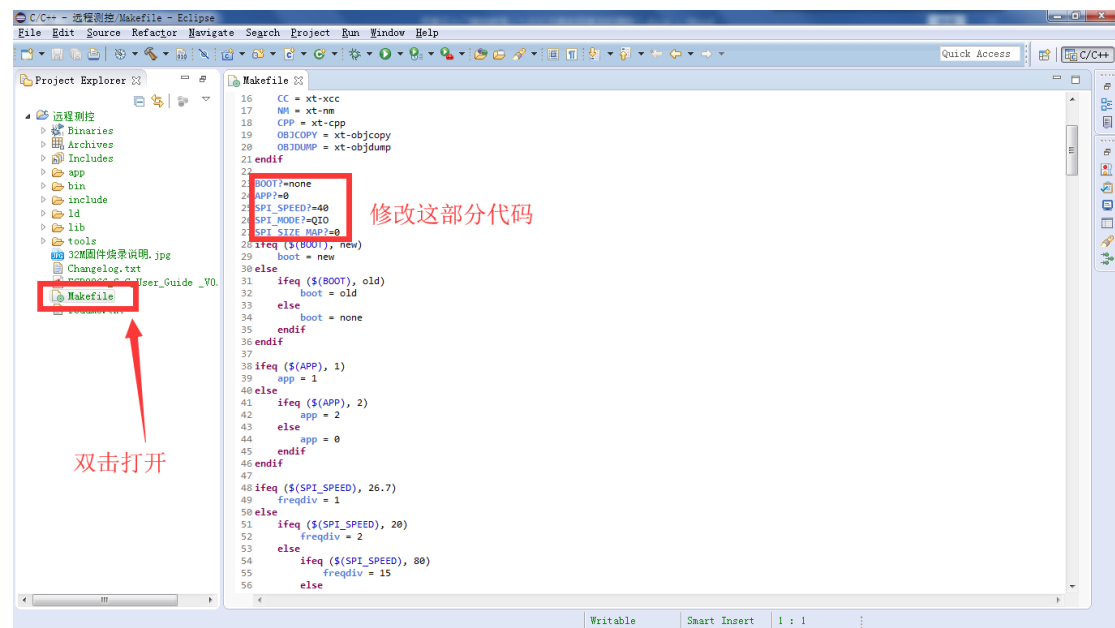 C/C++ - 远程测控/Makefile - Eclipse
File Edit Source Refactor Navigate Search Project Run Window Help
Quick Access
C/C++
Project Explorer
Makefile
远程测控
Binaries
Archives
Includes
app
bin
include
ld
lib
tools
32M固件烧录说明.jpg
Changelog.txt
User_Guide _V0.
Makefile
双击打开
16 CC = xt-xcc
17 NM = xt-nm
18 CPP = xt-cpp
19 OBJCOPY = xt-objcopy
20 OBJDUMP = xt-objdump
21 endif
22
23 BOOT?=none
24 APP?=0
25 SPI_SPEED?=40
26 SPI_MODE?=QIO
27 SPI_SIZE_MAP?=0
修改这部分代码
28 ifeq ($(BOOT), new)
29 boot = new
30 else
31 ifeq ($(BOOT), old)
32 boot = old
33 else
34 boot = none
35 endif
36 endif
37
38 ifeq ($(APP), 1)
39 app = 1
40 else
41 ifeq ($(APP), 2)
42 app = 2
43 else
44 app = 0
45 endif
46 endif
47
48 ifeq ($(SPI_SPEED), 26.7)
49 freqdiv = 1
50 else
51 ifeq ($(SPI_SPEED), 20)
52 freqdiv = 2
53 else
54 ifeq ($(SPI_SPEED), 80)
55 freqdiv = 15
56 else
Writable Smart Insert 1 : 1